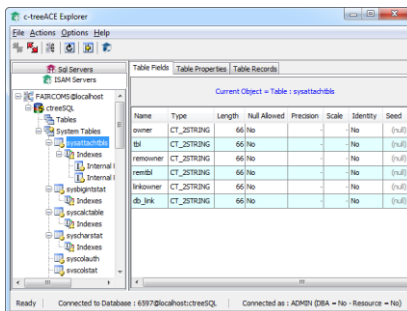 c-treeACE Explorer
File Actions Options Help
Sql Servers
ISAM Servers
FAIRCOMS@localhost
ctreeSQL
Tables
System Tables
sysattachtbls
Indexes
Internal
Internal
sysbigintstat
Indexes
syscalctable
Indexes
syscharstat
Indexes
syscolauth
syscolstat
Table Fields Table Properties Table Records
Current Object = Table : sysattachtbls
Name Type Length Null Allowed Precision Scale Identity Seed
owner CT_2STRING 66 No - - No (null)
tbl CT_2STRING 66 No - - No (null)
remowner CT_2STRING 66 No - - No (null)
remtbl CT_2STRING 66 No - - No (null)
linkowner CT_2STRING 66 No - - No (null)
db_link CT_2STRING 66 No - - No (null)
Ready Connected to Database : 6597@localhost:ctreeSQL Connected as : ADMIN (DBA = No - Resource = No)